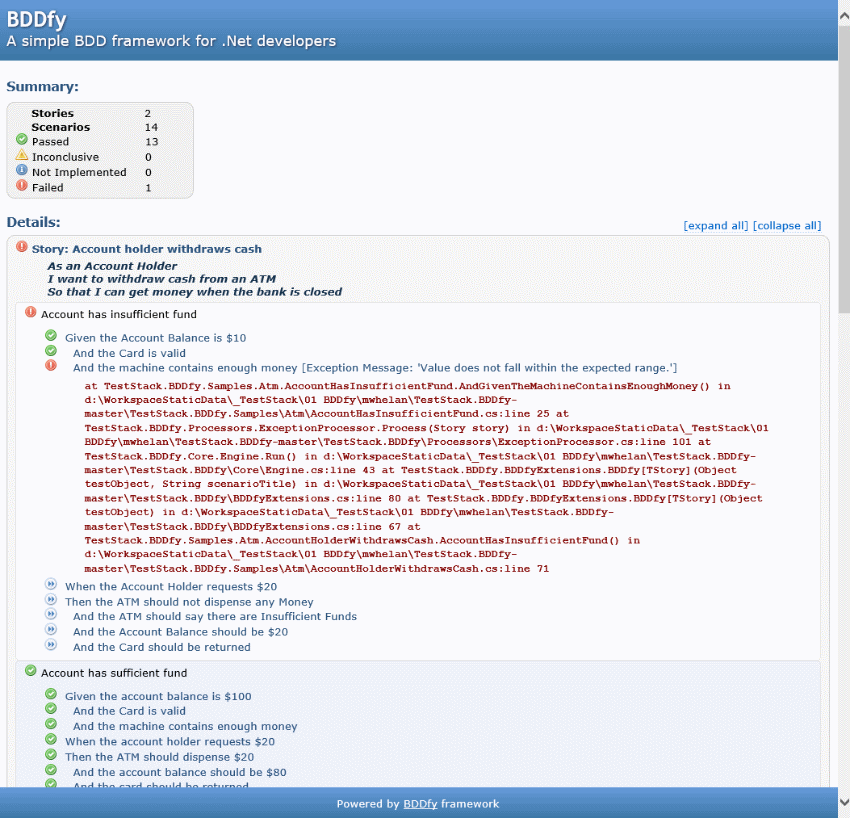 BDDfy
A simple BDD framework for .Net developers
Summary:
Stories 2
Scenarios 14
Passed 13
Inconclusive 0
Not Implemented 0
Failed 1
Details:
[expand all] [collapse all]
Story: Account holder withdraws cash
As an Account Holder
I want to withdraw cash from an ATM
So that I can get money when the bank is closed
Account has insufficient fund
Given the Account Balance is $10
And the Card is valid
And the machine contains enough money [Exception Message: 'Value does not fall within the expected range.']
at TestStack.BDDfy.Samples.Atm.AccountHasInsufficientFund.AndGivenTheMachineContainsEnoughMoney() in
d:\WorkspaceStaticData\_TestStack\01 BDDfy\mwhelan\TestStack.BDDfy-
master\TestStack.BDDfy.Samples\Atm\AccountHasInsufficientFund.cs:line 25 at
TestStack.BDDfy.Processors.ExceptionProcessor.Process(Story story) in d:\WorkspaceStaticData\_TestStack\01
BDDfy\mwhelan\TestStack.BDDfy-master\TestStack.BDDfy\Processors\ExceptionProcessor.cs:line 101 at
TestStack.BDDfy.Core.Engine.Run() in d:\WorkspaceStaticData\_TestStack\01 BDDfy\mwhelan\TestStack.BDDfy-
master\TestStack.BDDfy\Core\Engine.cs:line 43 at TestStack.BDDfy.BDDfyExtensions.BDDfy[TStory](Object
testObject, String scenarioTitle) in d:\WorkspaceStaticData\_TestStack\01 BDDfy\mwhelan\TestStack.BDDfy-
master\TestStack.BDDfy\BDDfyExtensions.cs:line 80 at TestStack.BDDfy.BDDfyExtensions.BDDfy[TStory](Object
testObject) in d:\WorkspaceStaticData\_TestStack\01 BDDfy\mwhelan\TestStack.BDDfy-
master\TestStack.BDDfy\BDDfyExtensions.cs:line 67 at
TestStack.BDDfy.Samples.Atm.AccountHolderWithdrawsCash.AccountHasInsufficientFund() in
d:\WorkspaceStaticData\_TestStack\01 BDDfy\mwhelan\TestStack.BDDfy-
master\TestStack.BDDfy.Samples\Atm\AccountHolderWithdrawsCash.cs:line 71
When the Account Holder requests $20
Then the ATM should not dispense any Money
And the ATM should say there are Insufficient Funds
And the Account Balance should be $20
And the Card should be returned
Account has sufficient fund
Given the account balance is $100
And the Card is valid
And the machine contains enough money
When the account holder requests $20
Then the ATM should dispense $20
And the account balance should be $80
And the card should be returned
Powered by BDDfy framework